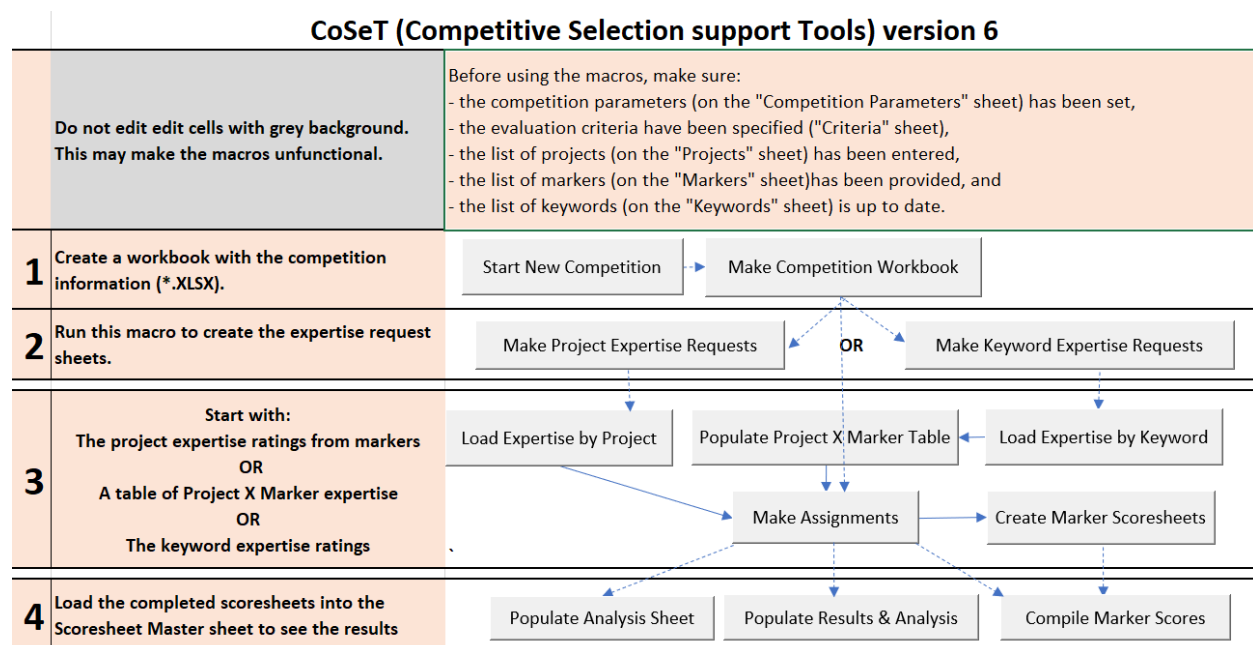 CoSeT (Competitive Selection support Tools) version 6
Do not edit edit cells with grey background.
This may make the macros unfunctional.
Before using the macros, make sure:
- the competition parameters (on the "Competition Parameters" sheet) has been set,
- the evaluation criteria have been specified ("Criteria" sheet),
- the list of projects (on the "Projects" sheet) has been entered,
- the list of markers (on the "Markers" sheet)has been provided, and
- the list of keywords (on the "Keywords" sheet) is up to date.
1
Create a workbook with the competition
information (*.XLSX).
Start New Competition
Make Competition Workbook
2
Run this macro to create the expertise request
sheets.
Make Project Expertise Requests
OR
Make Keyword Expertise Requests
3
Start with:
The project expertise ratings from markers
OR
A table of Project X Marker expertise
OR
The keyword expertise ratings
Load Expertise by Project
Populate Project X Marker Table
Load Expertise by Keyword
Make Assignments
Create Marker Scoresheets
`
4
Load the completed scoresheets into the
Scoresheet Master sheet to see the results
Populate Analysis Sheet
Populate Results & Analysis
Compile Marker Scores